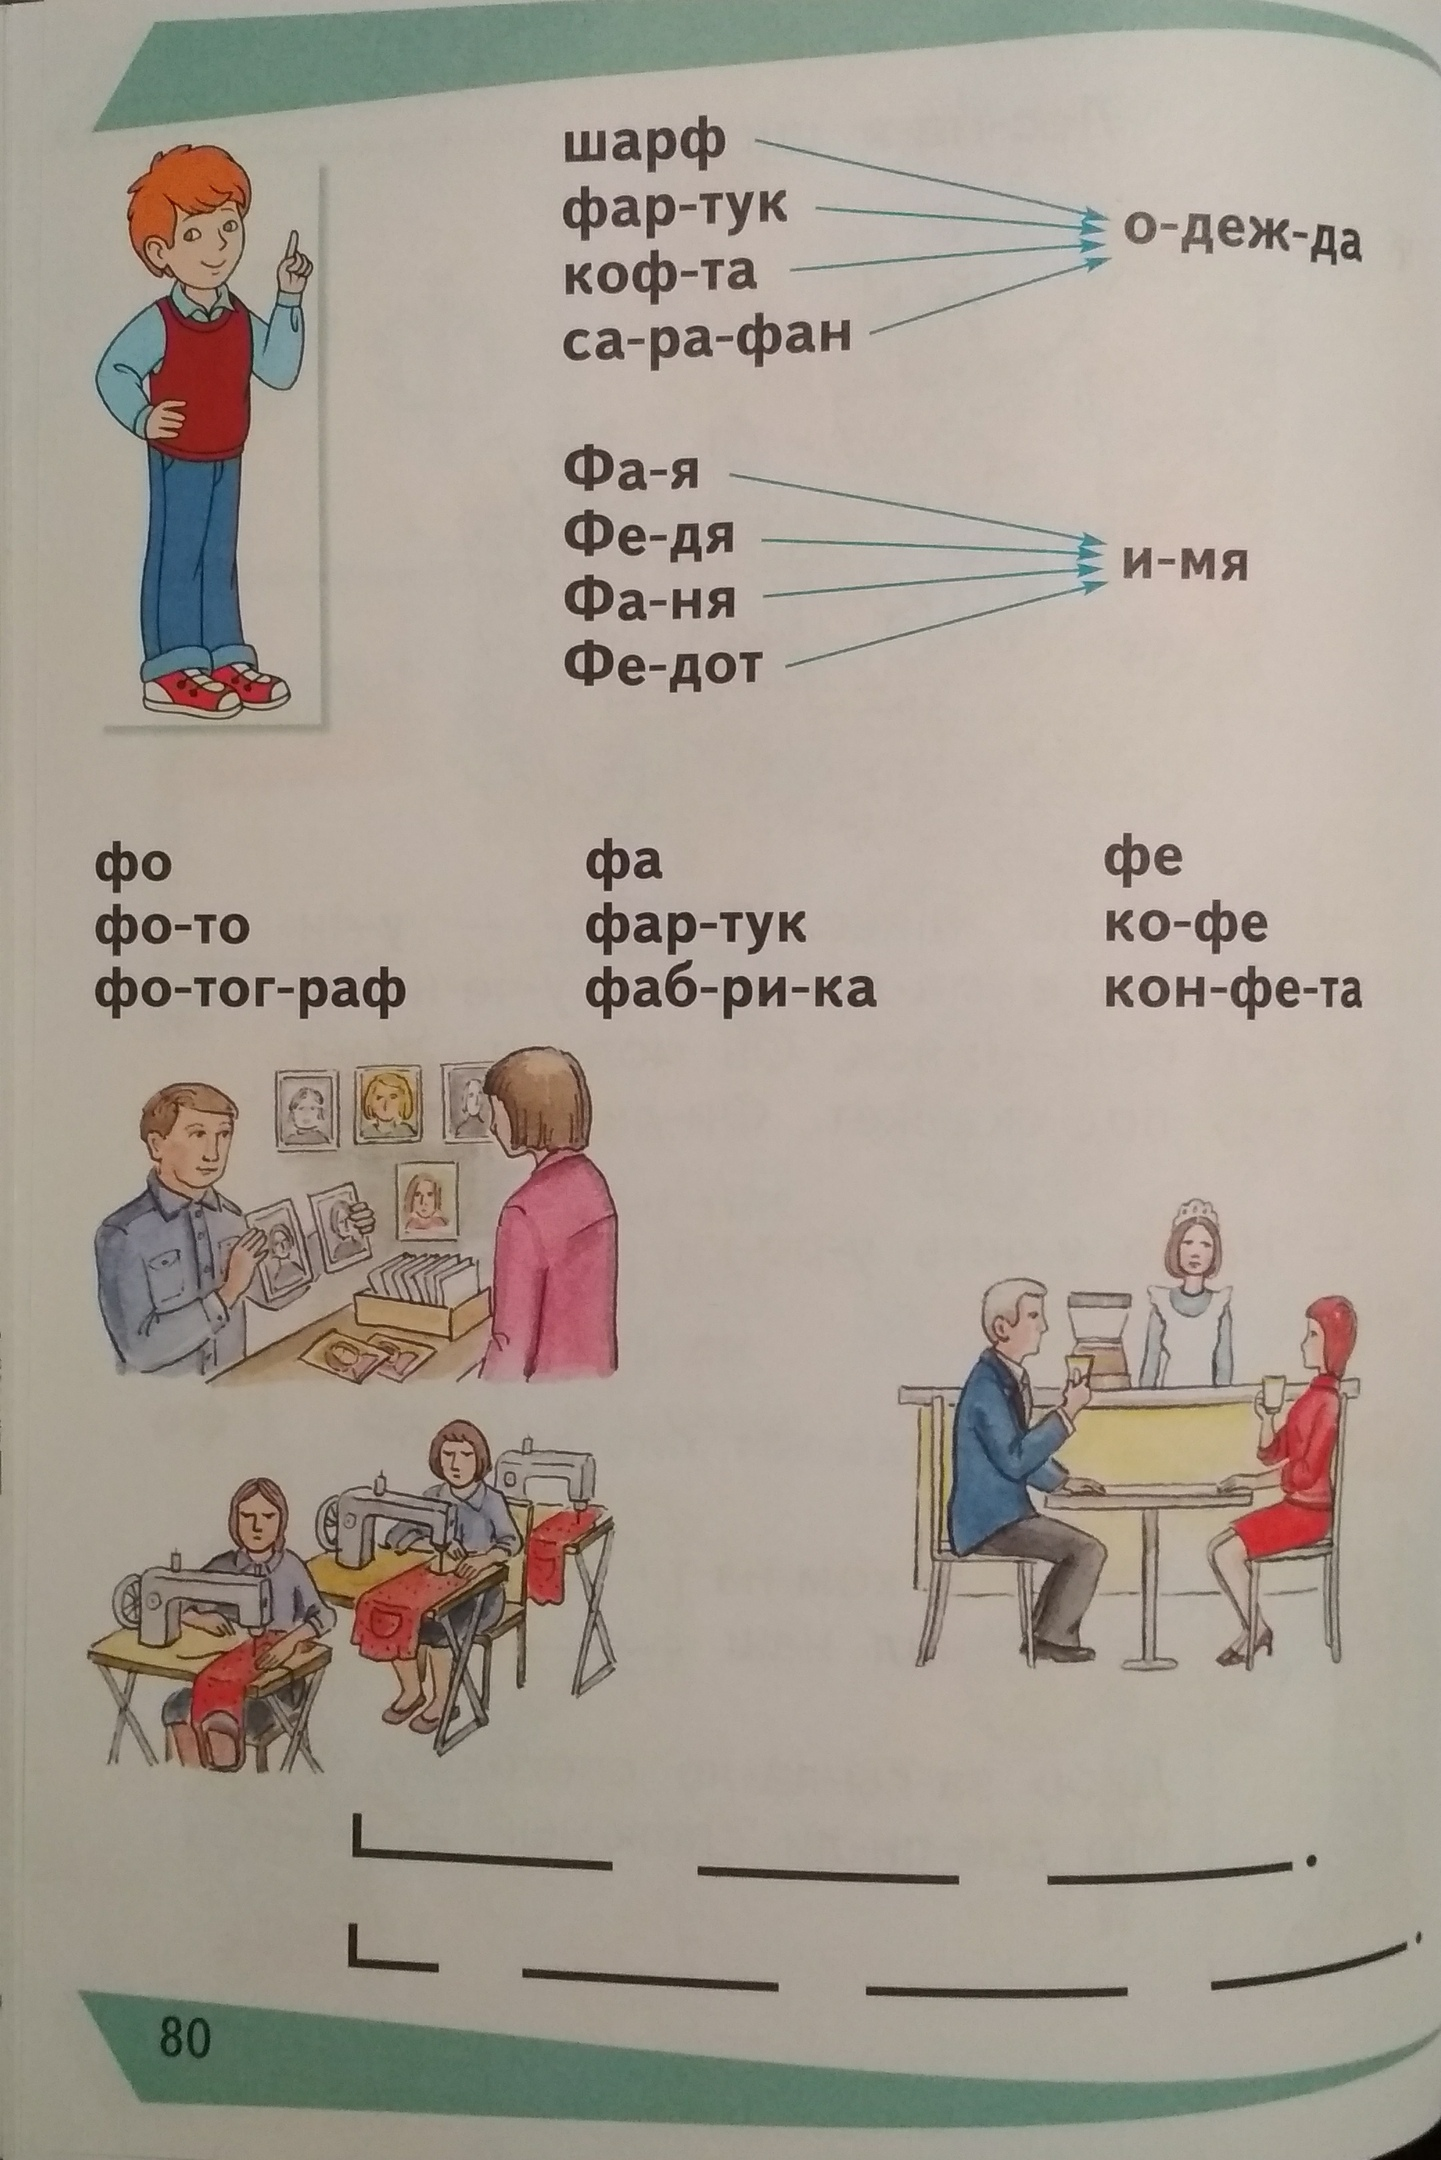 шарф
фар-тук
коф-та
са-ра-фан
о-деж-да
Фа-я
Фе-дя
Фа-ня
Фе-дот
и-мя
фо
фо-то
фо-тог-раф
фа
фар-тук
фаб-ри-ка
фе
ко-фе
кон-фе-та
80